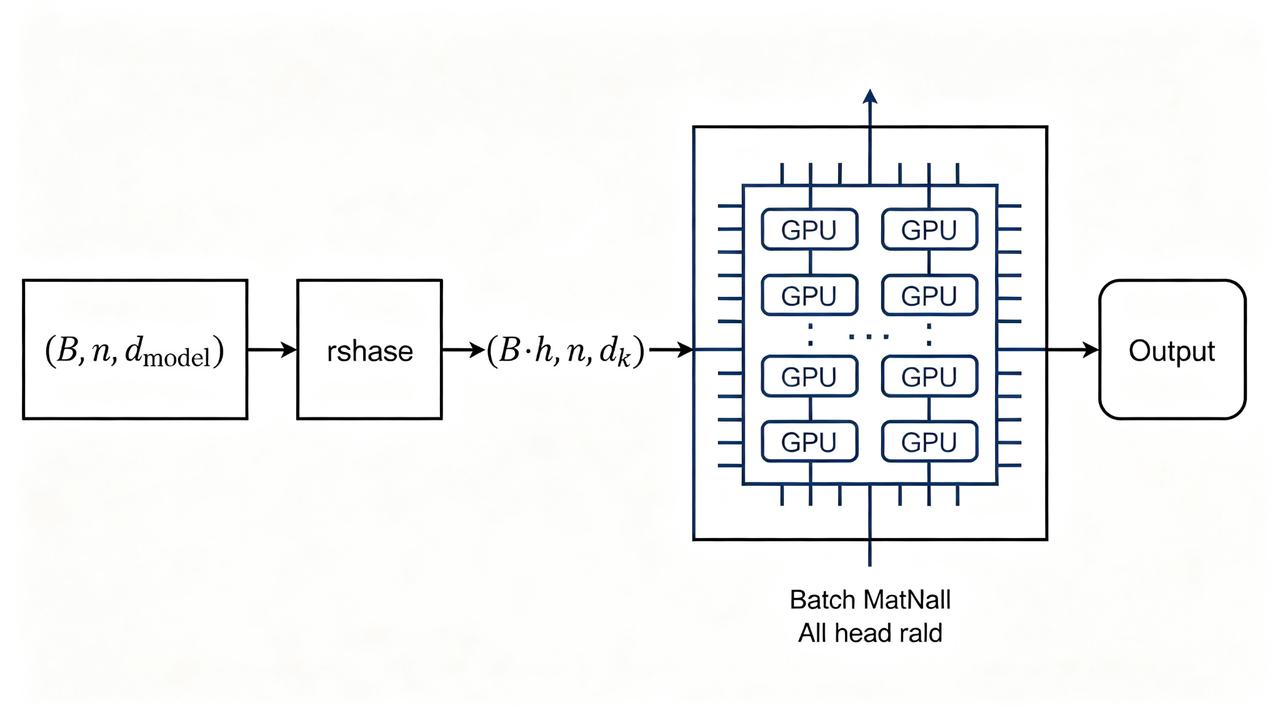 (B, n, d_model)
rshase
(B·h, n, d_k)
GPU GPU
GPU GPU
...
GPU GPU
GPU GPU
Output
Batch MatNall
All head rald